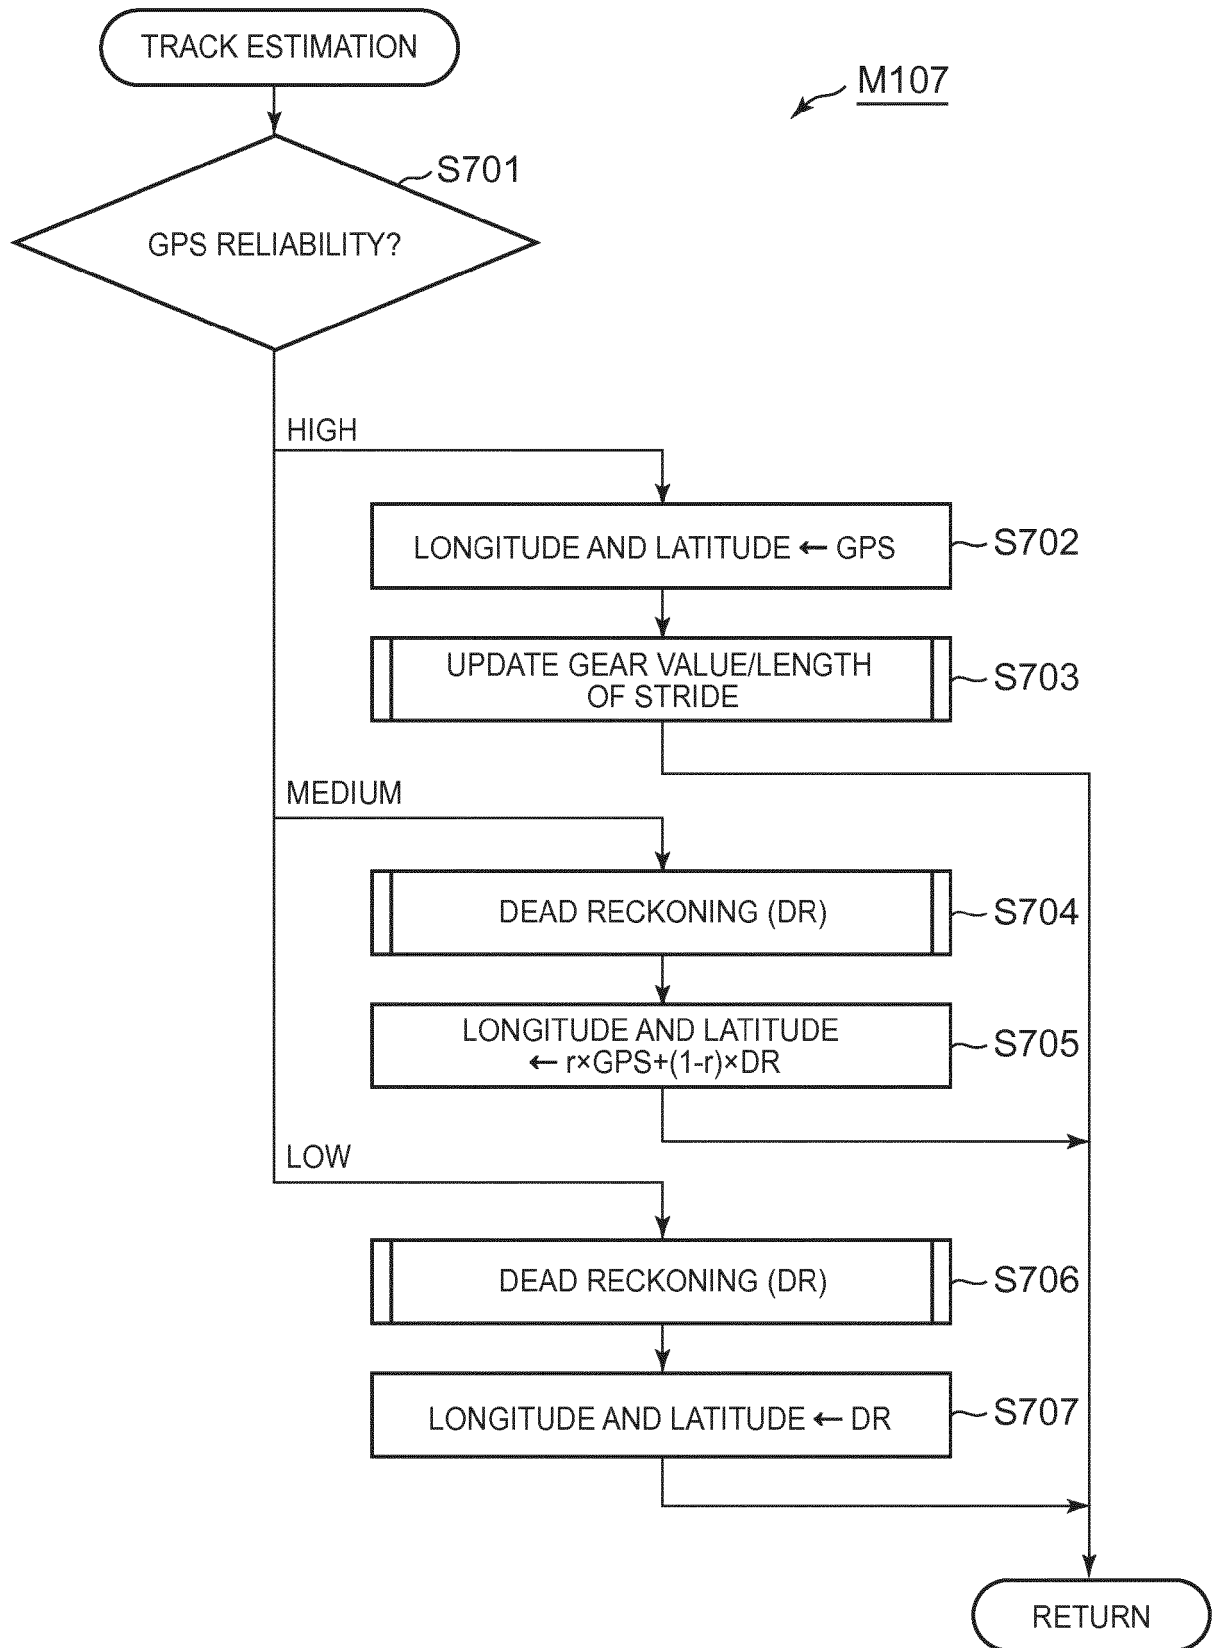 TRACK ESTIMATION
M107
S701
GPS RELIABILITY?
HIGH
LONGITUDE AND LATITUDE ← GPS
S702
UPDATE GEAR VALUE/LENGTH
OF STRIDE
S703
MEDIUM
DEAD RECKONING (DR)
S704
LONGITUDE AND LATITUDE
← r×GPS+(1-r)×DR
S705
LOW
DEAD RECKONING (DR)
S706
LONGITUDE AND LATITUDE ← DR
S707
RETURN